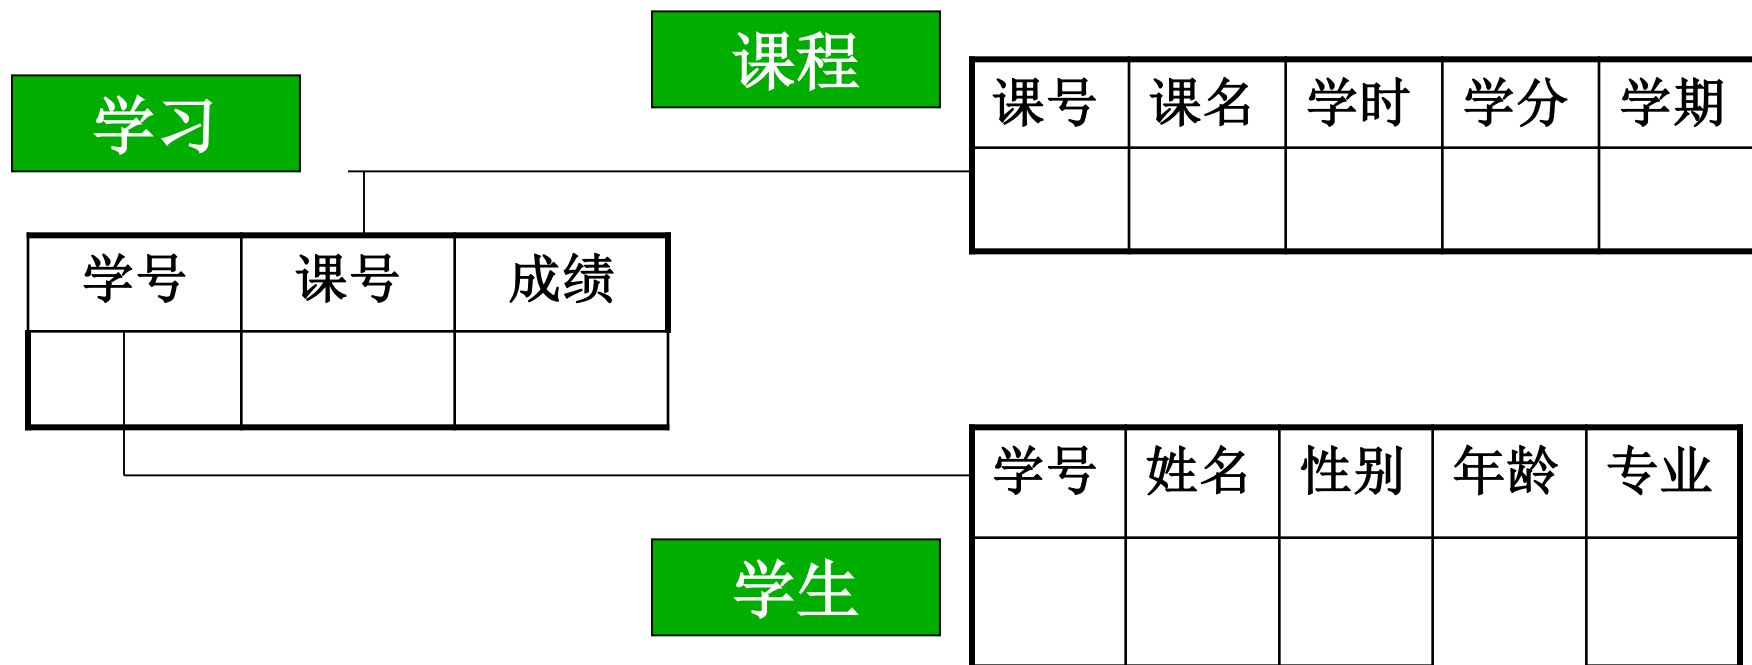 课程
课号 课名 学时 学分 学期
学习
学号 课号 成绩
学号 姓名 性别 年龄 专业
学生